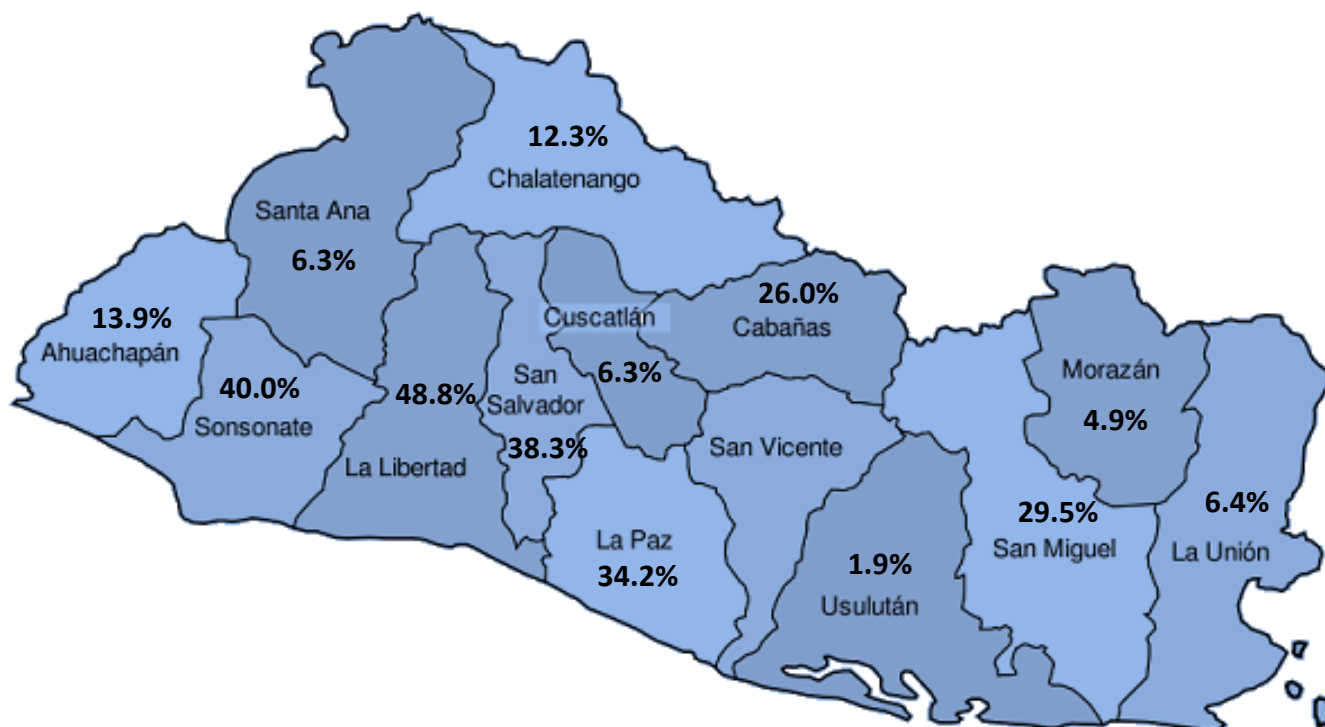 12.3%
Chalatenango
Santa Ana
6.3%
13.9%
Ahuachapán
26.0%
Cabañas
Cuscatlán
6.3%
40.0%
Sonsonate
48.8%
La Libertad
San
Salvador
38.3%
Morazán
4.9%
San Vicente
La Paz
34.2%
1.9%
Usulután
29.5%
San Miguel
6.4%
La Unión